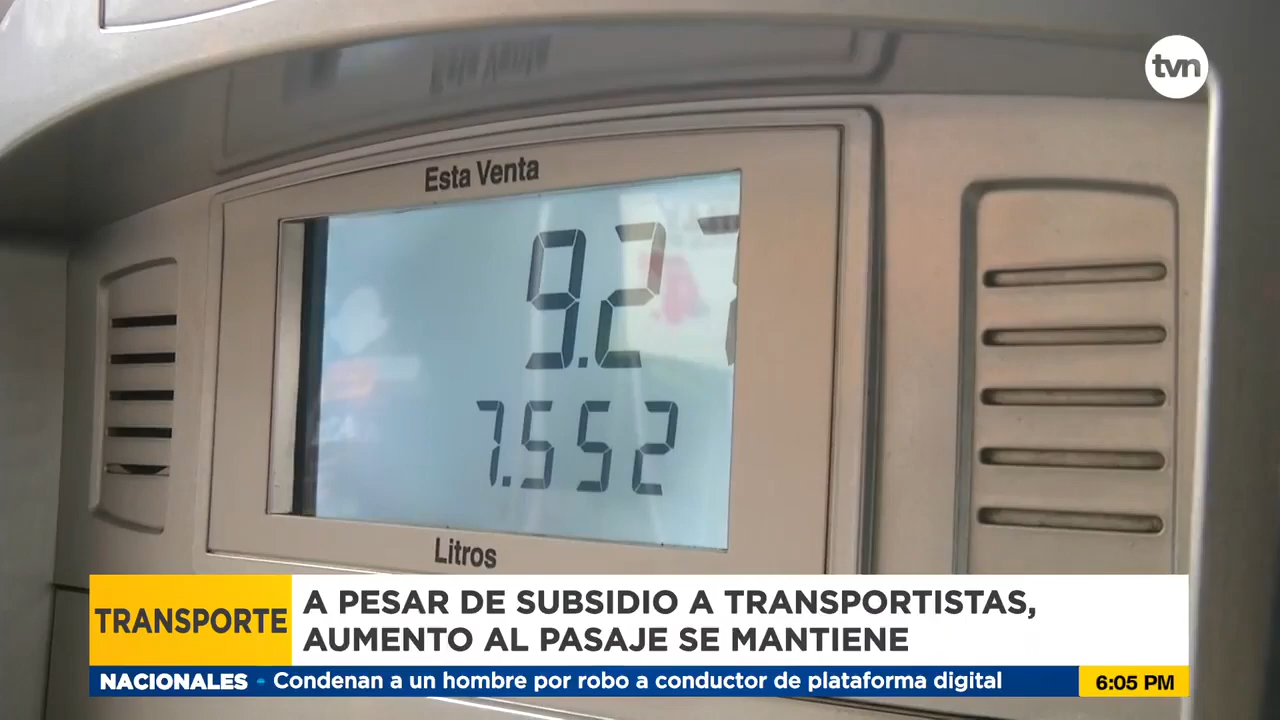 tvn
Esta Venta
9.27
7.552
Litros
TRANSPORTE
A PESAR DE SUBSIDIO A TRANSPORTISTAS,
AUMENTO AL PASAJE SE MANTIENE
NACIONALES - Condenan a un hombre por robo a conductor de plataforma digital
6:05 PM